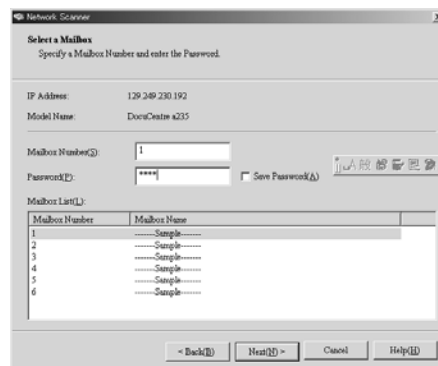 Network Scanner
Select a Mailbox
Specify a Mailbox Number and enter the Password.
IP Address: 129.249.230.192
Model Name: DocuCentre a235
Mailbox Number(S): 1
Password(P): **** Save Password(A)
Mailbox List(L):
Mailbox Number Mailbox Name
1 -------Sample-------
2 -------Sample-------
3 -------Sample-------
4 -------Sample-------
5 -------Sample-------
6 -------Sample-------
< Back(B) Next(N) > Cancel Help(H)